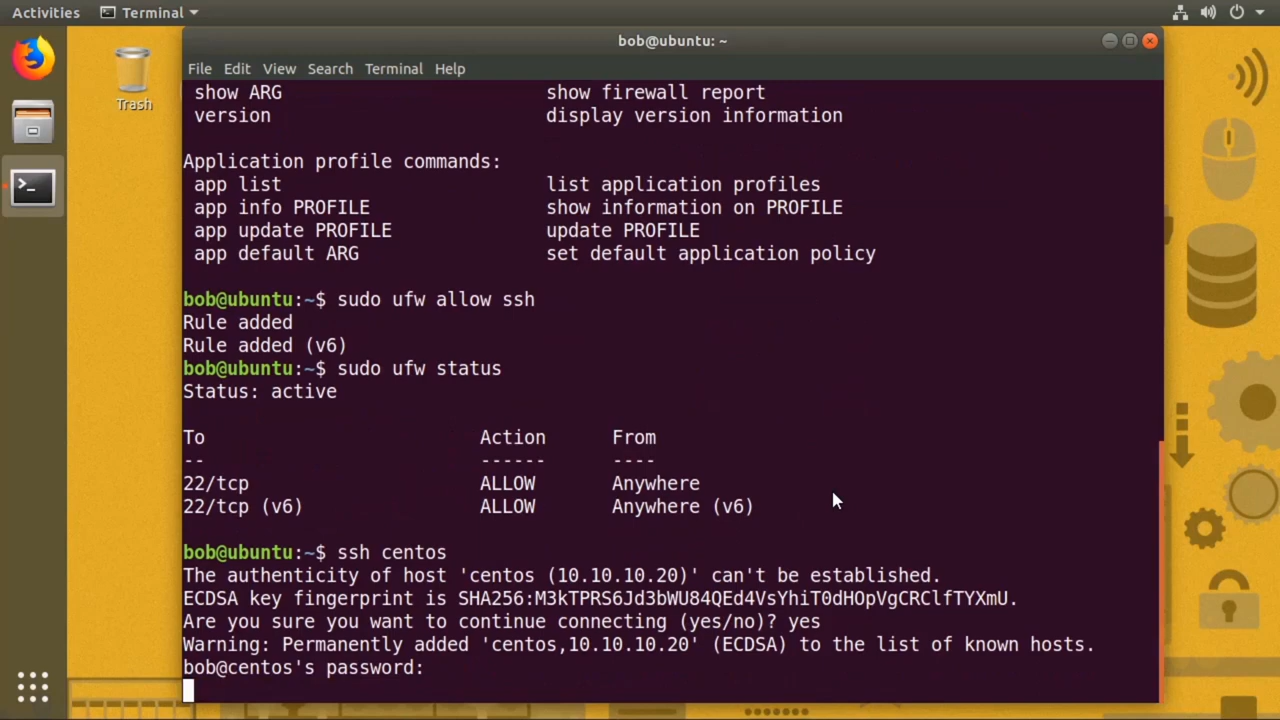 Activities Terminal
bob@ubuntu: ~
File Edit View Search Terminal Help
Trash
show ARG show firewall report
version display version information
Application profile commands:
app list list application profiles
app info PROFILE show information on PROFILE
app update PROFILE update PROFILE
app default ARG set default application policy
bob@ubuntu:~$ sudo ufw allow ssh
Rule added
Rule added (v6)
bob@ubuntu:~$ sudo ufw status
Status: active
To Action From
-- ------ ----
22/tcp ALLOW Anywhere
22/tcp (v6) ALLOW Anywhere (v6)
bob@ubuntu:~$ ssh centos
The authenticity of host 'centos (10.10.10.20)' can't be established.
ECDSA key fingerprint is SHA256:M3kTPRS6Jd3bWU84QEd4VsYhiT0dHOpVgCRClfTYXmU.
Are you sure you want to continue connecting (yes/no)? yes
Warning: Permanently added 'centos,10.10.10.20' (ECDSA) to the list of known hosts.
bob@centos's password: